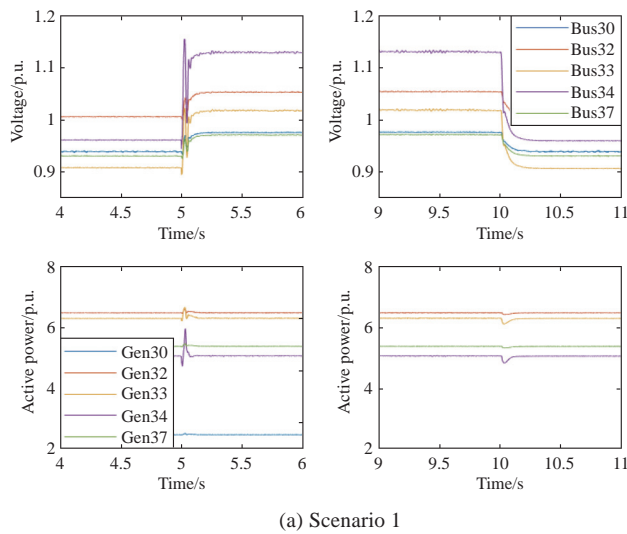 1.2
1.1
1
0.9
Voltage/p.u.
4
4.5
5
5.5
6
Time/s
1.2
1.1
1
0.9
Voltage/p.u.
Bus30
Bus32
Bus33
Bus34
Bus37
9
9.5
10
10.5
11
Time/s
8
6
4
2
Active power/p.u.
Gen30
Gen32
Gen33
Gen34
Gen37
4
4.5
5
5.5
6
Time/s
8
6
4
2
Active power/p.u.
9
9.5
10
10.5
11
Time/s
(a) Scenario 1